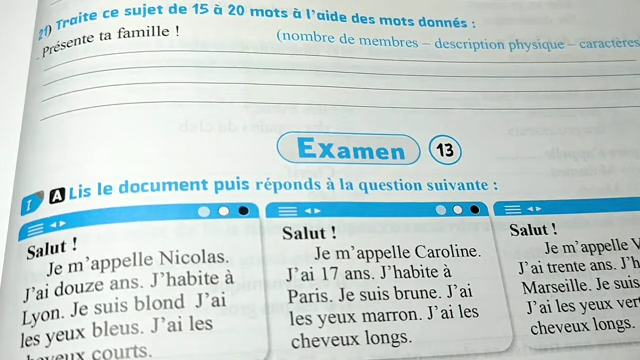 2) Traite ce sujet de 15 à 20 mots à l'aide des mots donnés :
Présente ta famille !
(nombre de membres – description physique – caractères
Examen 13
I A Lis le document puis réponds à la question suivante :
Salut !
Je m'appelle Nicolas.
J'ai douze ans. J'habite à
Lyon. Je suis blond J'ai
les yeux bleus. J'ai les
cheveux courts.
Salut !
Je m'appelle Caroline.
J'ai 17 ans. J'habite à
Paris. Je suis brune. J'ai
les yeux marron. J'ai les
cheveux longs.
Salut !
Je m'appelle V
J'ai trente ans. J'h
Marseille. Je suis
J'ai les yeux ver
cheveux longs.